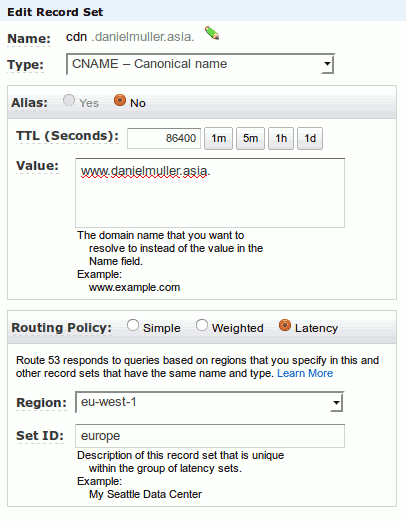 Edit Record Set
Name: cdn .danielmuller.asia.
Type: CNAME – Canonical name
Alias: Yes No
TTL (Seconds): 86400 1m 5m 1h 1d
Value: www.danielmuller.asia.
The domain name that you want to
resolve to instead of the value in the
Name field.
Example:
www.example.com
Routing Policy: Simple Weighted Latency
Route 53 responds to queries based on regions that you specify in this and
other record sets that have the same name and type. Learn More
Region: eu-west-1
Set ID: europe
Description of this record set that is unique
within the group of latency sets.
Example:
My Seattle Data Center